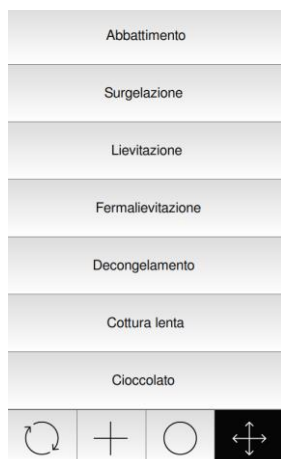 Abbattimento
Surgelazione
Lievitazione
Fermalievitazione
Decongelamento
Cottura lenta
Cioccolato